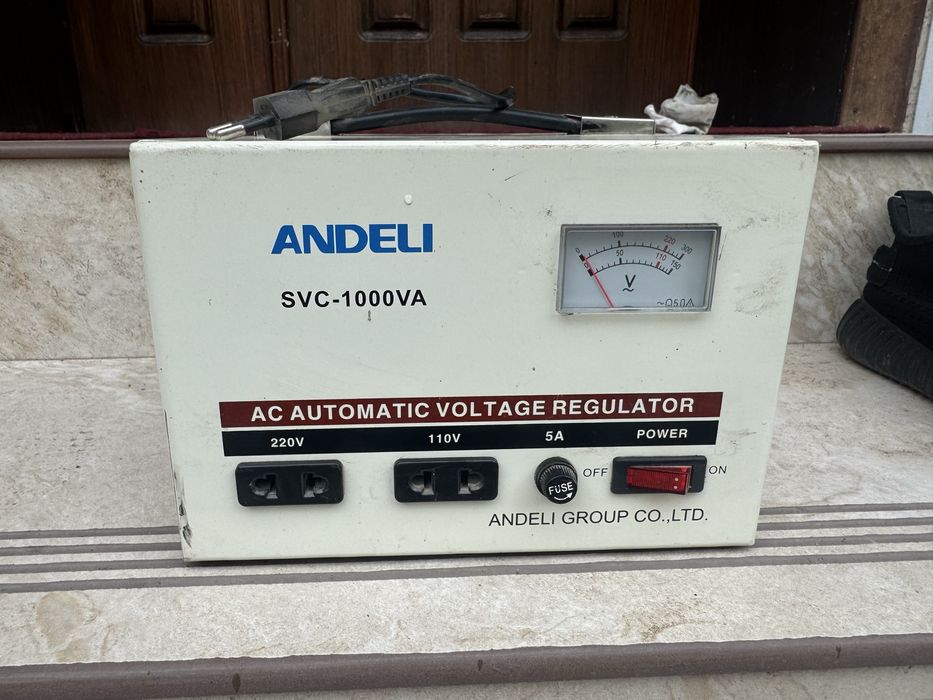 ANDELI
SVC-1000VA
0 100 220 300
0 50 110 150
V
~
AC AUTOMATIC VOLTAGE REGULATOR
220V 110V 5A POWER
OFF ON
FUSE
ANDELI GROUP CO.,LTD.